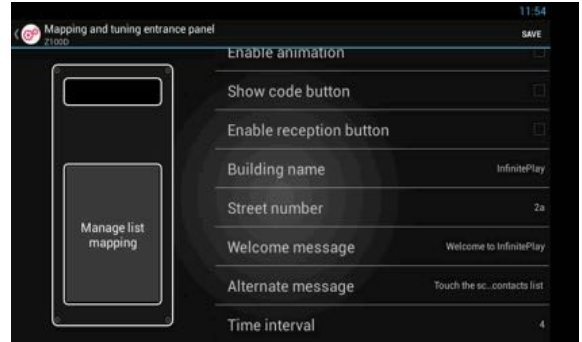 11:54
Mapping and tuning entrance panel
Z100D
SAVE
Enable animation
Show code button
Enable reception button
Building name
InfinitePlay
Street number
2a
Manage list
mapping
Welcome message
Welcome to InfinitePlay
Alternate message
Touch the sc..contacts list
Time interval
4